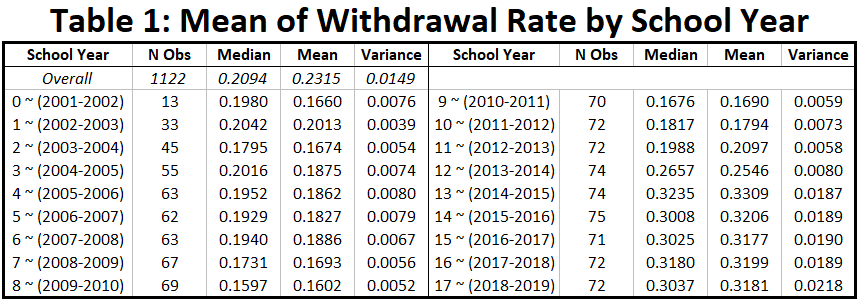 Table 1: Mean of Withdrawal Rate by School Year
School Year N Obs Median Mean Variance School Year N Obs Median Mean Variance
Overall 1122 0.2094 0.2315 0.0149
0 ~ (2001-2002) 13 0.1980 0.1660 0.0076 9 ~ (2010-2011) 70 0.1676 0.1690 0.0059
1 ~ (2002-2003) 33 0.2042 0.2013 0.0039 10 ~ (2011-2012) 72 0.1817 0.1794 0.0073
2 ~ (2003-2004) 45 0.1795 0.1674 0.0054 11 ~ (2012-2013) 72 0.1988 0.2097 0.0058
3 ~ (2004-2005) 55 0.2016 0.1875 0.0074 12 ~ (2013-2014) 74 0.2657 0.2546 0.0080
4 ~ (2005-2006) 63 0.1952 0.1862 0.0080 13 ~ (2014-2015) 74 0.3235 0.3309 0.0187
5 ~ (2006-2007) 62 0.1929 0.1827 0.0079 14 ~ (2015-2016) 75 0.3008 0.3206 0.0189
6 ~ (2007-2008) 63 0.1940 0.1886 0.0067 15 ~ (2016-2017) 71 0.3025 0.3177 0.0190
7 ~ (2008-2009) 67 0.1731 0.1693 0.0056 16 ~ (2017-2018) 72 0.3180 0.3199 0.0189
8 ~ (2009-2010) 69 0.1597 0.1602 0.0052 17 ~ (2018-2019) 72 0.3037 0.3181 0.0218